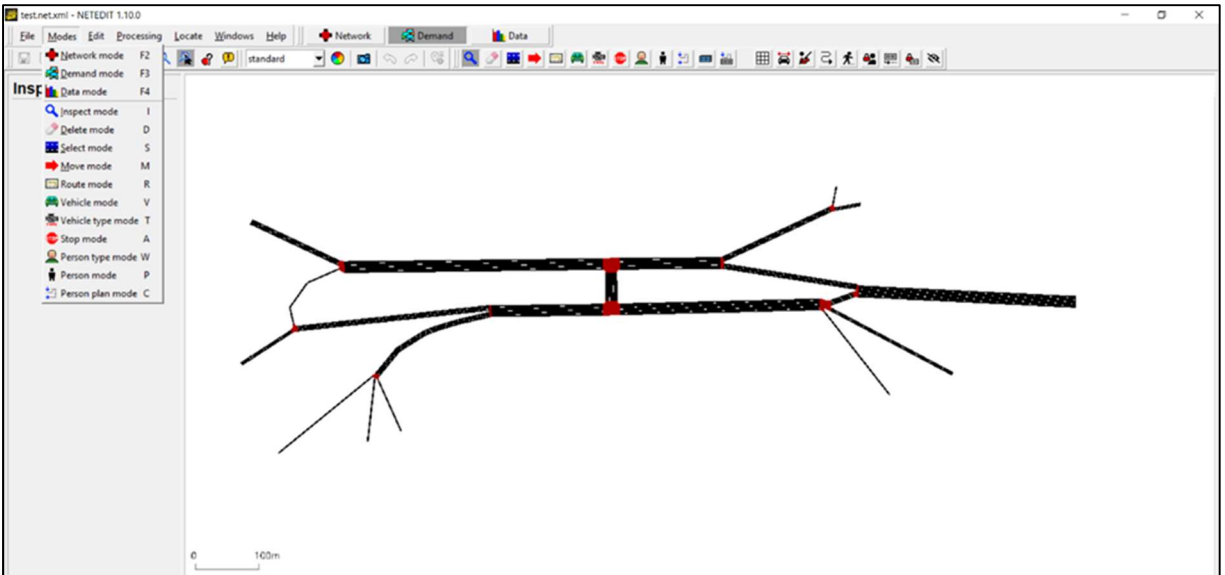 test.net.xml - NETEDIT 1.10.0
File Modes Edit Processing Locate Windows Help Network Demand Data
standard
Network mode F2
Demand mode F3
Data mode F4
Inspect mode I
Delete mode D
Select mode S
Move mode M
Route mode R
Vehicle mode V
Vehicle type mode T
Stop mode A
Person type mode W
Person mode P
Person plan mode C
Insp
0 100m